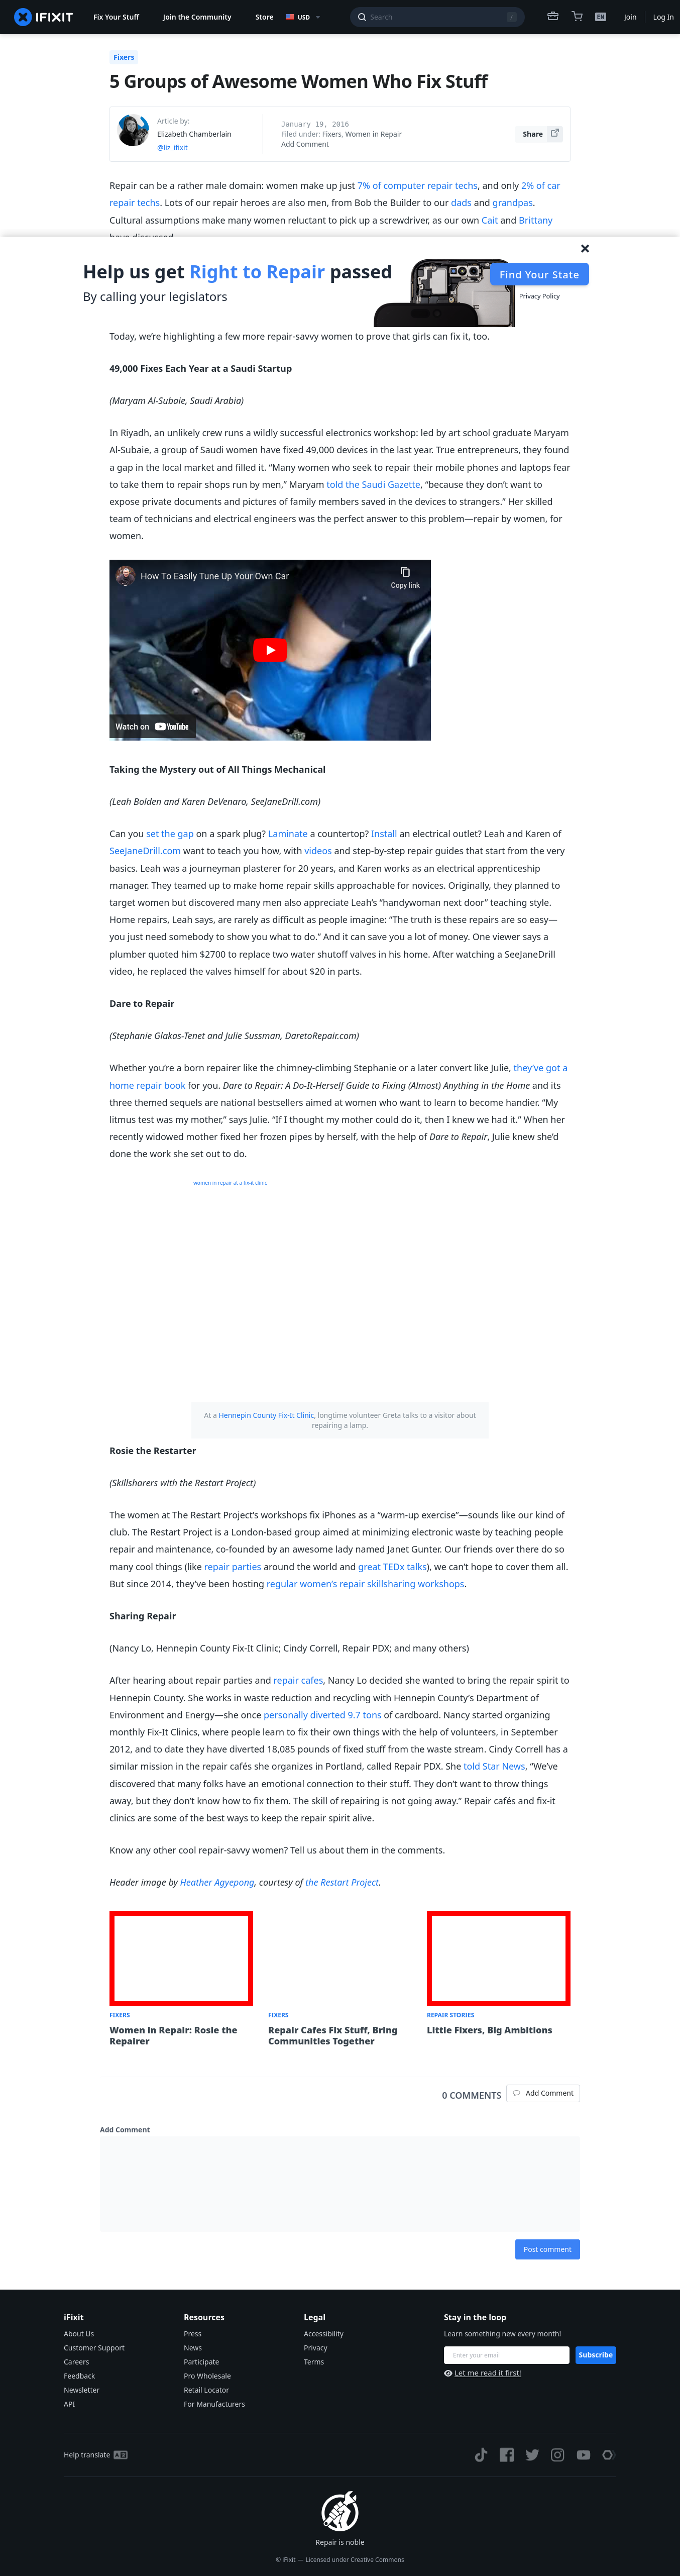 IFIXIT
Fix Your Stuff
Join the Community
Store
USD
Search
/
EN
Join
Log In
Fixers
5 Groups of Awesome Women Who Fix Stuff
Article by:
Elizabeth Chamberlain
@liz_ifixit
January 19, 2016
Filed under: Fixers, Women in Repair
Add Comment
Share
Repair can be a rather male domain: women make up just 7% of computer repair techs, and only 2% of car
repair techs. Lots of our repair heroes are also men, from Bob the Builder to our dads and grandpas.
Cultural assumptions make many women reluctant to pick up a screwdriver, as our own Cait and Brittany
Help us get Right to Repair passed
By calling your legislators
Find Your State
Privacy Policy
Today, we’re highlighting a few more repair-savvy women to prove that girls can fix it, too.
49,000 Fixes Each Year at a Saudi Startup
(Maryam Al-Subaie, Saudi Arabia)
In Riyadh, an unlikely crew runs a wildly successful electronics workshop: led by art school graduate Maryam
Al-Subaie, a group of Saudi women have fixed 49,000 devices in the last year. True entrepreneurs, they found
a gap in the local market and filled it. “Many women who seek to repair their mobile phones and laptops fear
to take them to repair shops run by men,” Maryam told the Saudi Gazette, “because they don’t want to
expose private documents and pictures of family members saved in the devices to strangers.” Her skilled
team of technicians and electrical engineers was the perfect answer to this problem—repair by women, for
women.
How To Easily Tune Up Your Own Car
Copy link
Watch on YouTube
Taking the Mystery out of All Things Mechanical
(Leah Bolden and Karen DeVenaro, SeeJaneDrill.com)
Can you set the gap on a spark plug? Laminate a countertop? Install an electrical outlet? Leah and Karen of
SeeJaneDrill.com want to teach you how, with videos and step-by-step repair guides that start from the very
basics. Leah was a journeyman plasterer for 20 years, and Karen works as an electrical apprenticeship
manager. They teamed up to make home repair skills approachable for novices. Originally, they planned to
target women but discovered many men also appreciate Leah’s “handywoman next door” teaching style.
Home repairs, Leah says, are rarely as difficult as people imagine: “The truth is these repairs are so easy—
you just need somebody to show you what to do.” And it can save you a lot of money. One viewer says a
plumber quoted him $2700 to replace two water shutoff valves in his home. After watching a SeeJaneDrill
video, he replaced the valves himself for about $20 in parts.
Dare to Repair
(Stephanie Glakas-Tenet and Julie Sussman, DaretoRepair.com)
Whether you’re a born repairer like the chimney-climbing Stephanie or a later convert like Julie, they’ve got a
home repair book for you. Dare to Repair: A Do-It-Herself Guide to Fixing (Almost) Anything in the Home and its
three themed sequels are national bestsellers aimed at women who want to learn to become handier. “My
litmus test was my mother,” says Julie. “If I thought my mother could do it, then I knew we had it.” When her
recently widowed mother fixed her frozen pipes by herself, with the help of Dare to Repair, Julie knew she’d
done the work she set out to do.
women in repair at a fix-it clinic
At a Hennepin County Fix-It Clinic, longtime volunteer Greta talks to a visitor about
repairing a lamp.
Rosie the Restarter
(Skillsharers with the Restart Project)
The women at The Restart Project’s workshops fix iPhones as a “warm-up exercise”—sounds like our kind of
club. The Restart Project is a London-based group aimed at minimizing electronic waste by teaching people
repair and maintenance, co-founded by an awesome lady named Janet Gunter. Our friends over there do so
many cool things (like repair parties around the world and great TEDx talks), we can’t hope to cover them all.
But since 2014, they’ve been hosting regular women’s repair skillsharing workshops.
Sharing Repair
(Nancy Lo, Hennepin County Fix-It Clinic; Cindy Correll, Repair PDX; and many others)
After hearing about repair parties and repair cafes, Nancy Lo decided she wanted to bring the repair spirit to
Hennepin County. She works in waste reduction and recycling with Hennepin County’s Department of
Environment and Energy—she once personally diverted 9.7 tons of cardboard. Nancy started organizing
monthly Fix-It Clinics, where people learn to fix their own things with the help of volunteers, in September
2012, and to date they have diverted 18,085 pounds of fixed stuff from the waste stream. Cindy Correll has a
similar mission in the repair cafés she organizes in Portland, called Repair PDX. She told Star News, “We’ve
discovered that many folks have an emotional connection to their stuff. They don’t want to throw things
away, but they don’t know how to fix them. The skill of repairing is not going away.” Repair cafés and fix-it
clinics are some of the best ways to keep the repair spirit alive.
Know any other cool repair-savvy women? Tell us about them in the comments.
Header image by Heather Agyepong, courtesy of the Restart Project.
FIXERS
Women in Repair: Rosie the
Repairer
FIXERS
Repair Cafes Fix Stuff, Bring
Communities Together
REPAIR STORIES
Little Fixers, Big Ambitions
0 COMMENTS
Add Comment
Add Comment
Post comment
iFixit
About Us
Customer Support
Careers
Feedback
Newsletter
API
Resources
Press
News
Participate
Pro Wholesale
Retail Locator
For Manufacturers
Legal
Accessibility
Privacy
Terms
Stay in the loop
Learn something new every month!
Enter your email
Subscribe
Let me read it first!
Help translate
Repair is noble
© iFixit — Licensed under Creative Commons